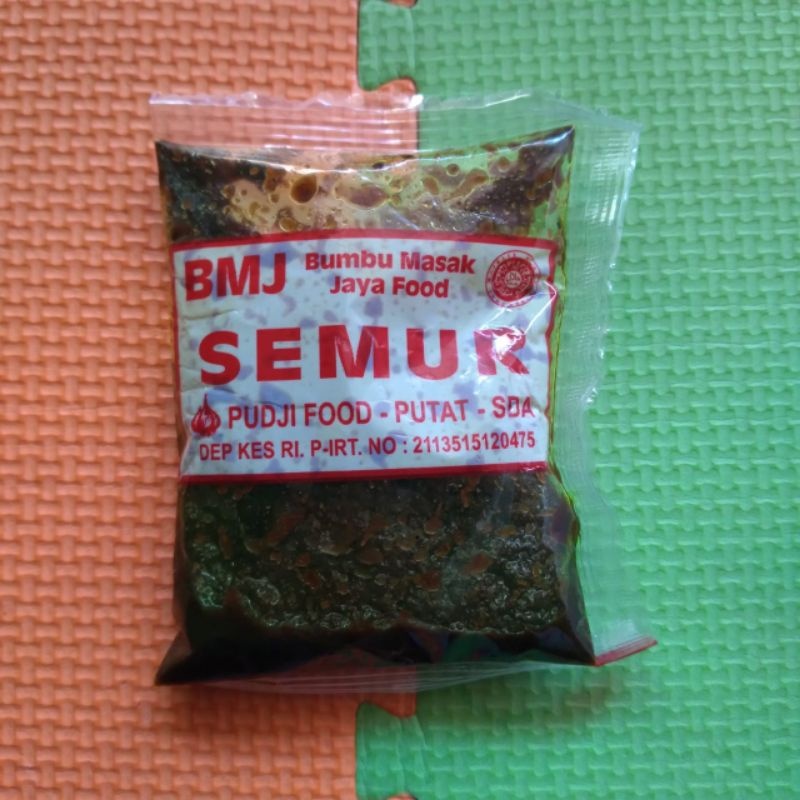 BMJ Bumbu Masak
Jaya Food
SEMUR
PUDJI FOOD - PUTAT - SDA
DEP KES RI. P-IRT. NO : 2113515120475